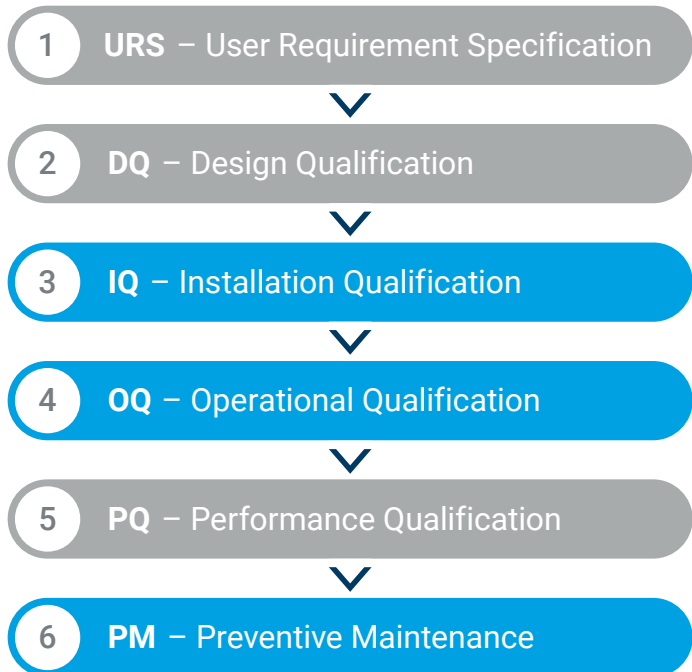 1 URS – User Requirement Specification
2 DQ – Design Qualification
3 IQ – Installation Qualification
4 OQ – Operational Qualification
5 PQ – Performance Qualification
6 PM – Preventive Maintenance